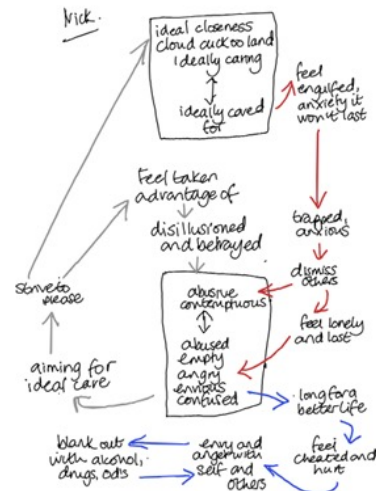 Nick.
ideal closeness
cloud cuckoo land
ideally caring
ideally cared
for
feel
engulfed,
anxiety it
won't last
Feel taken
advantage of
disillusioned
and betrayed
trapped,
anxious
dismiss
others
strive to
please
abusive
contemptuous
feel lonely
and lost
abused
empty
angry
envious
confused
aiming for
ideal care
long for a
better life
blank out
with alcohol,
drugs, od's
envy and
anger with
self and
others
feel
cheated and
hurt